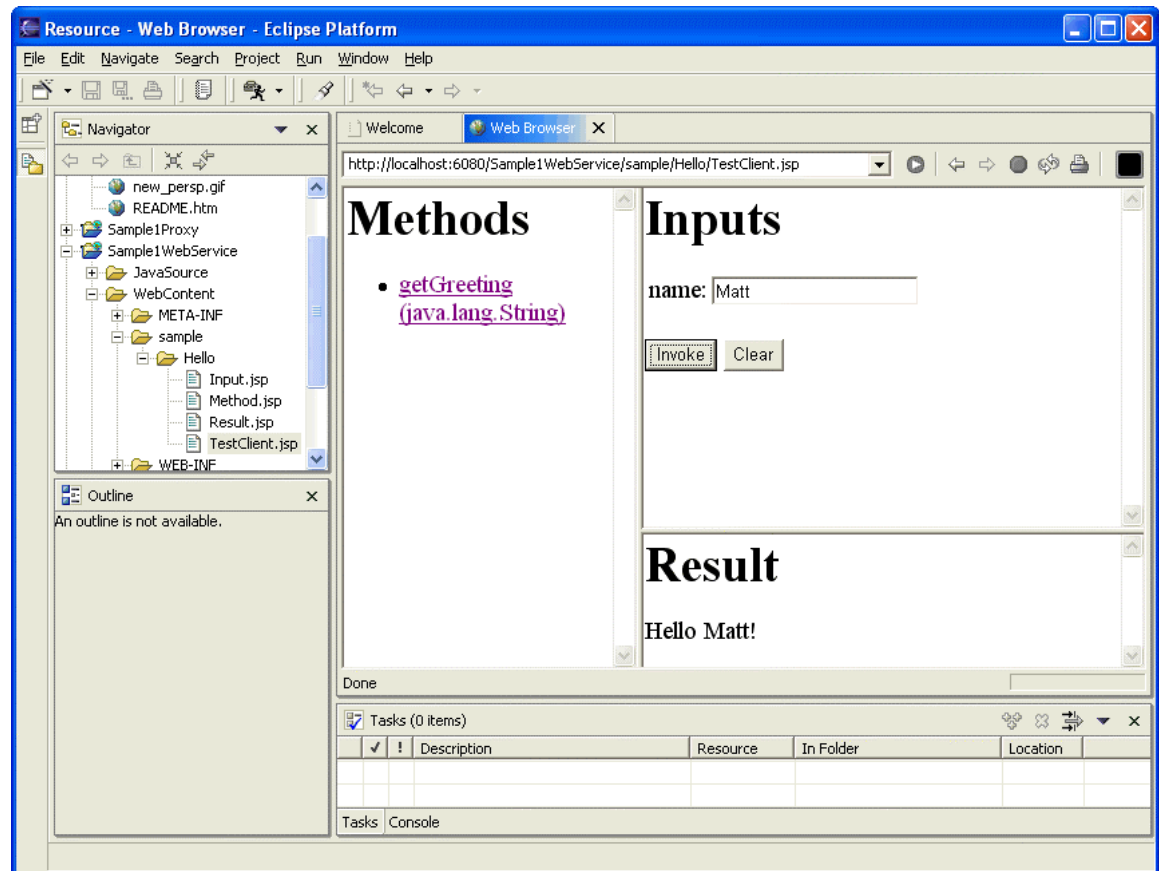 Resource - Web Browser - Eclipse Platform
File Edit Navigate Search Project Run Window Help
Navigator
new_persp.gif
README.htm
Sample1Proxy
Sample1WebService
JavaSource
WebContent
META-INF
sample
Hello
Input.jsp
Method.jsp
Result.jsp
TestClient.jsp
WEB-INF
Outline
An outline is not available.
Welcome Web Browser
http://localhost:6080/Sample1WebService/sample/Hello/TestClient.jsp
Methods
getGreeting
(java.lang.String)
Inputs
name: Matt
Invoke Clear
Result
Hello Matt!
Done
Tasks (0 items)
! Description Resource In Folder Location
Tasks Console